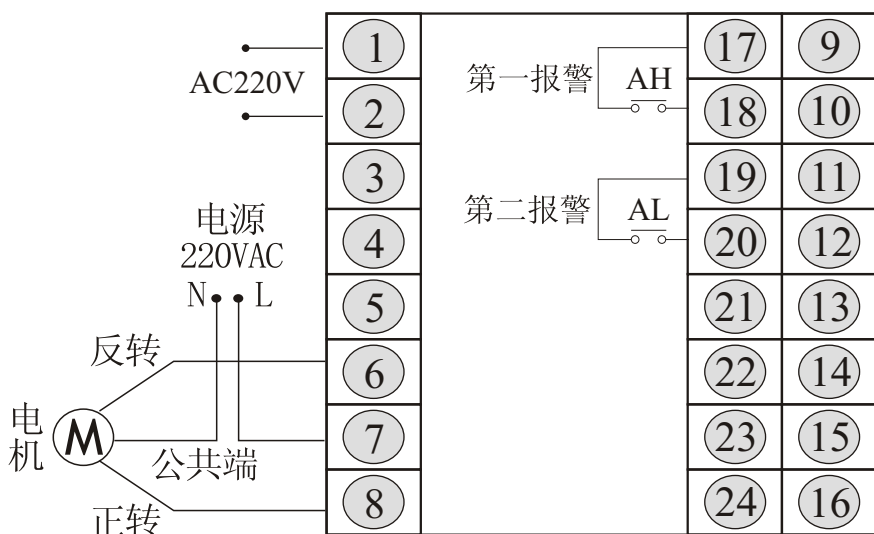 1 17 9
AC220V
第一报警 AH
2 18 10
3 19 11
第二报警 AL
电源
4 20 12
220VAC
N L
5 21 13
反转
6 22 14
电机
M
7 23 15
公共端
8 24 16
正转